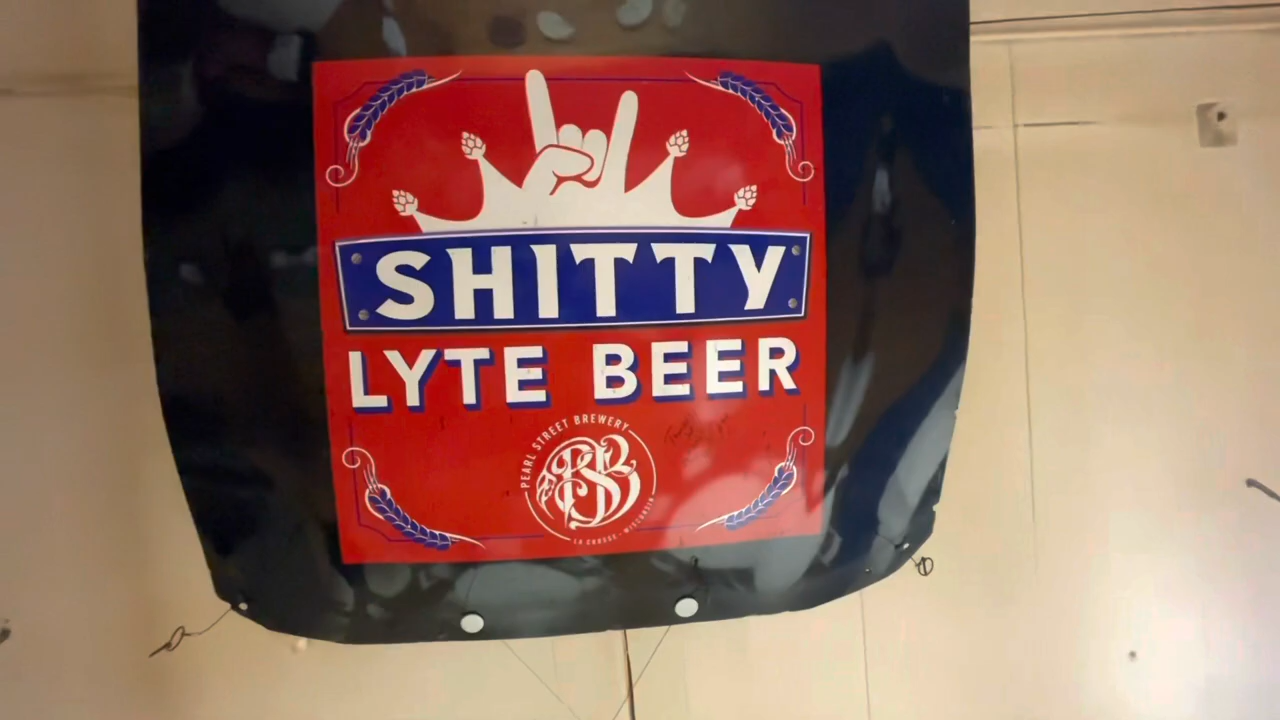 SHITTY
LYTE BEER
PEARL STREET BREWERY
PSB
LA CROSSE • WISCONSIN